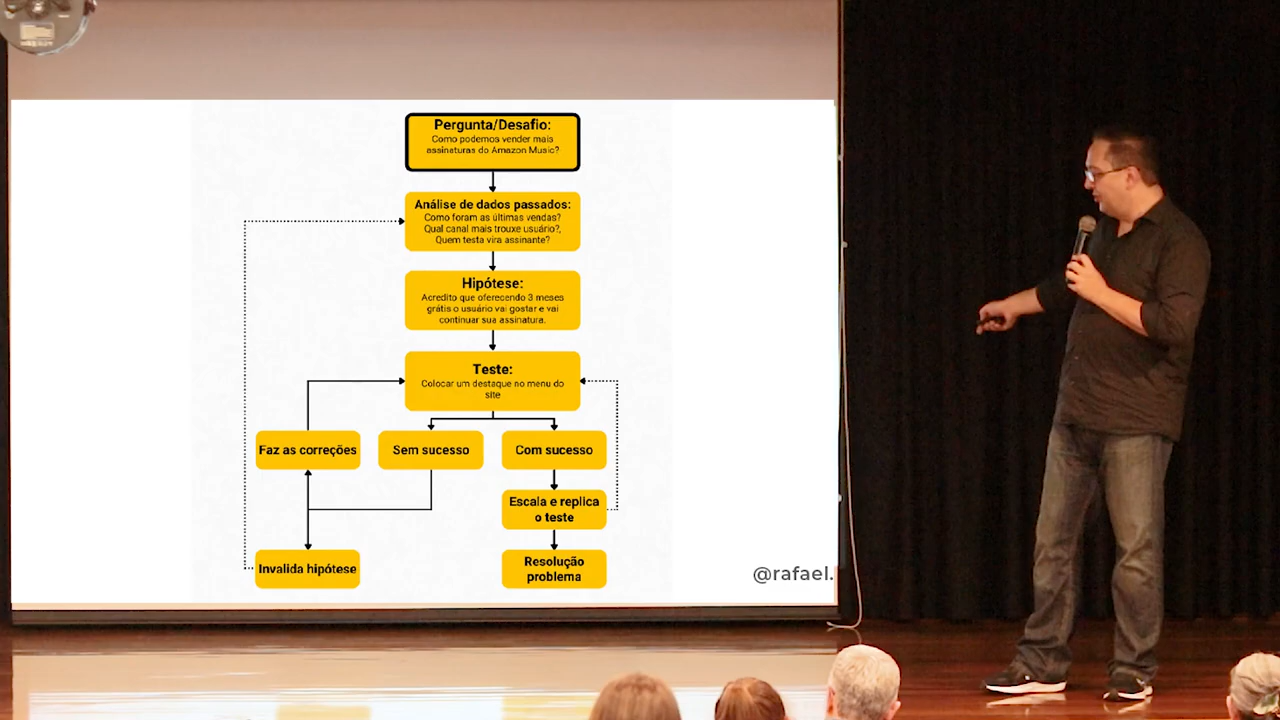 Pergunta/Desafio:
Como podemos vender mais
assinaturas do Amazon Music?
Análise de dados passados:
Como foram as últimas vendas?
Qual canal mais trouxe usuário?,
Quem testa vira assinante?
Hipótese:
Acredito que oferecendo 3 meses
grátis o usuário vai gostar e vai
continuar sua assinatura.
Teste:
Colocar um destaque no menu do
site
Faz as correções
Sem sucesso
Com sucesso
Escala e replica
o teste
Invalida hipótese
Resolução
problema
@rafael.